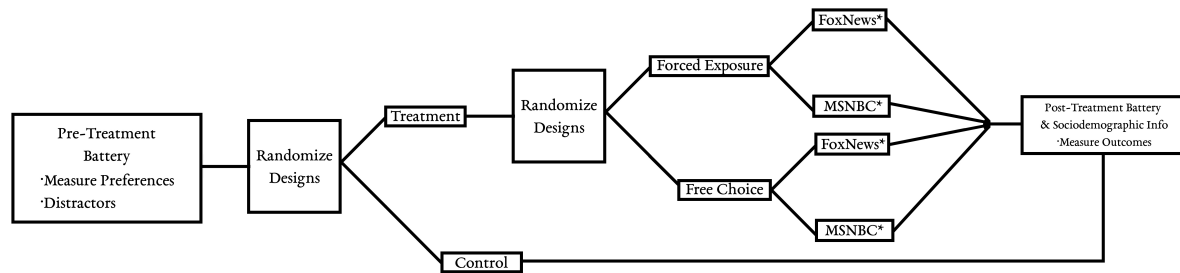 Pre-Treatment
Battery
·Measure Preferences
·Distractors
Randomize
Designs
Treatment
Control
Randomize
Designs
Forced Exposure
Free Choice
FoxNews*
MSNBC*
FoxNews*
MSNBC*
Post-Treatment Battery
& Sociodemographic Info
·Measure Outcomes